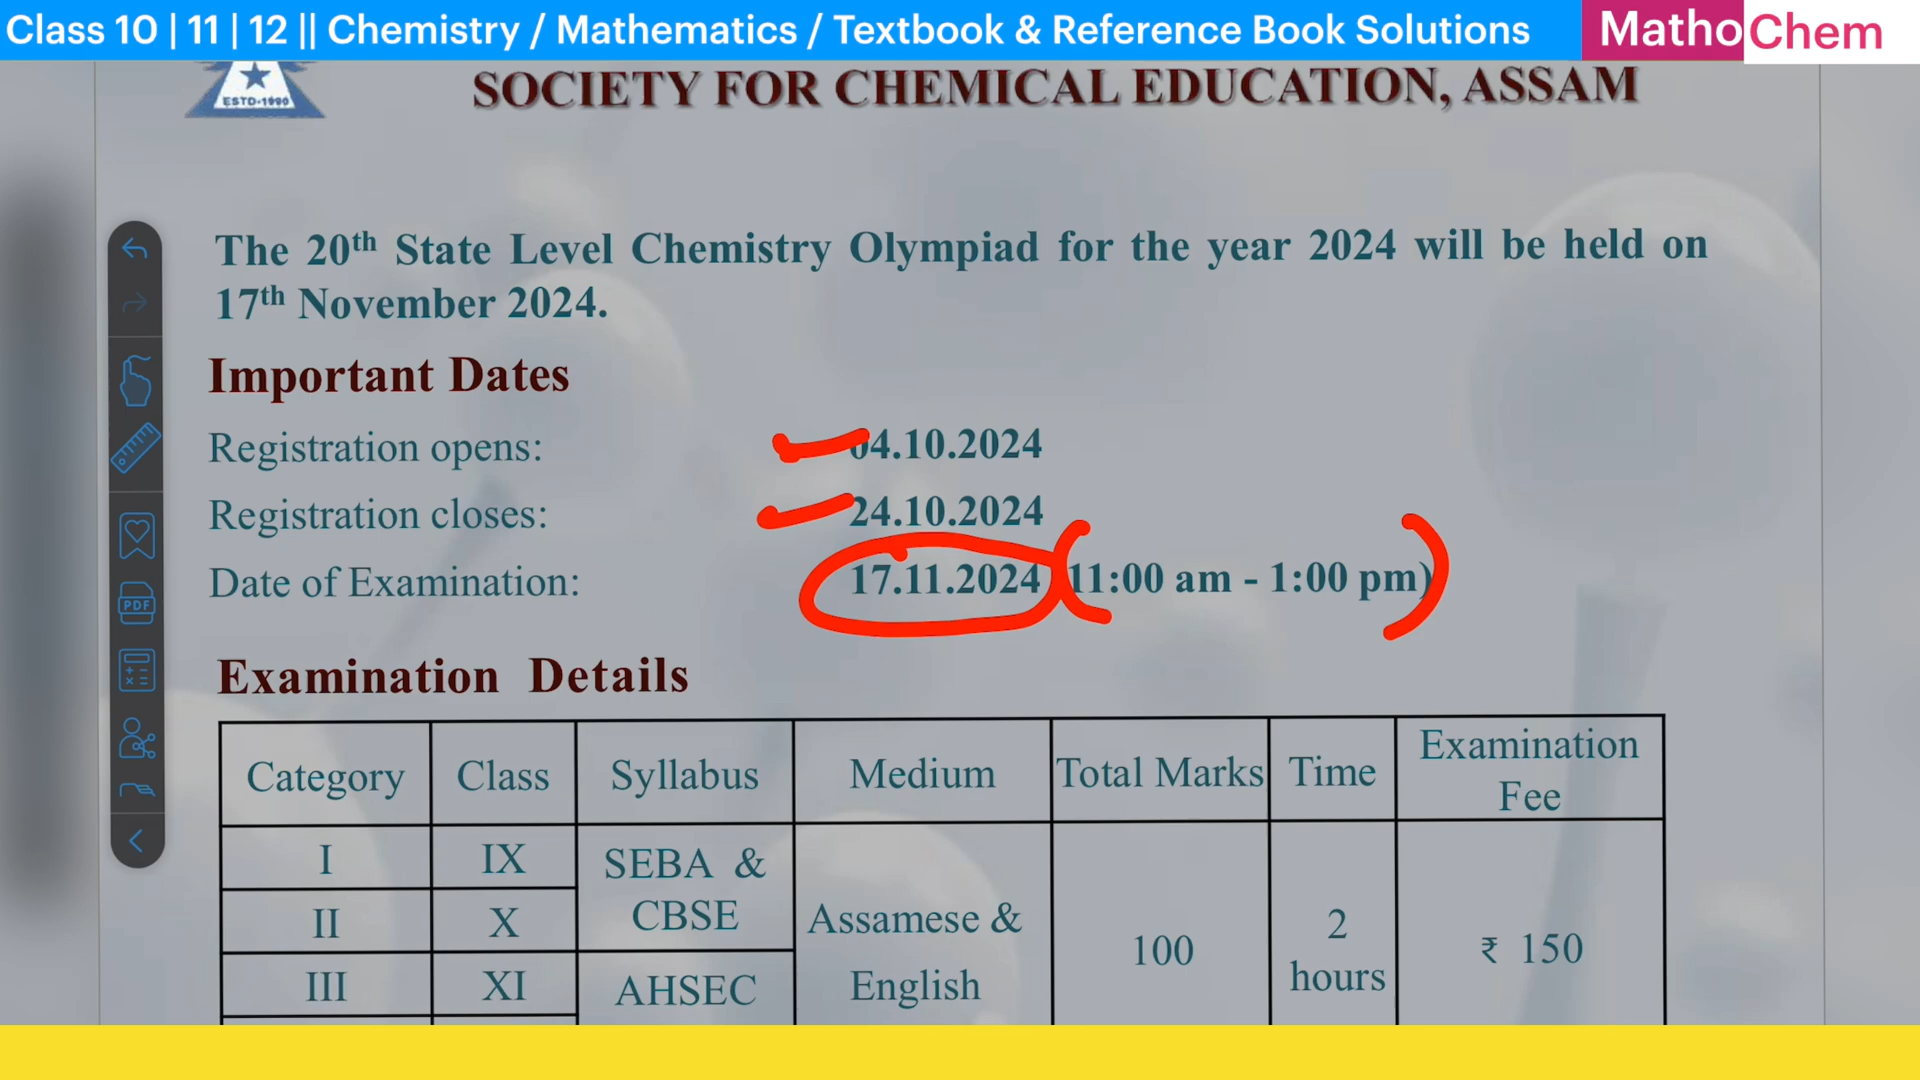 Class 10 | 11 | 12 || Chemistry / Mathematics / Textbook & Reference Book Solutions
MathoChem
ESTD-1990
SOCIETY FOR CHEMICAL EDUCATION, ASSAM
The 20th State Level Chemistry Olympiad for the year 2024 will be held on
17th November 2024.
Important Dates
Registration opens: 04.10.2024
Registration closes: 24.10.2024
Date of Examination: 17.11.2024 (11:00 am - 1:00 pm)
Examination Details
Category Class Syllabus Medium Total Marks Time Examination Fee
I IX SEBA &
CBSE
II X
III XI AHSEC
Assamese &
English
100
2
hours
₹ 150
PDF